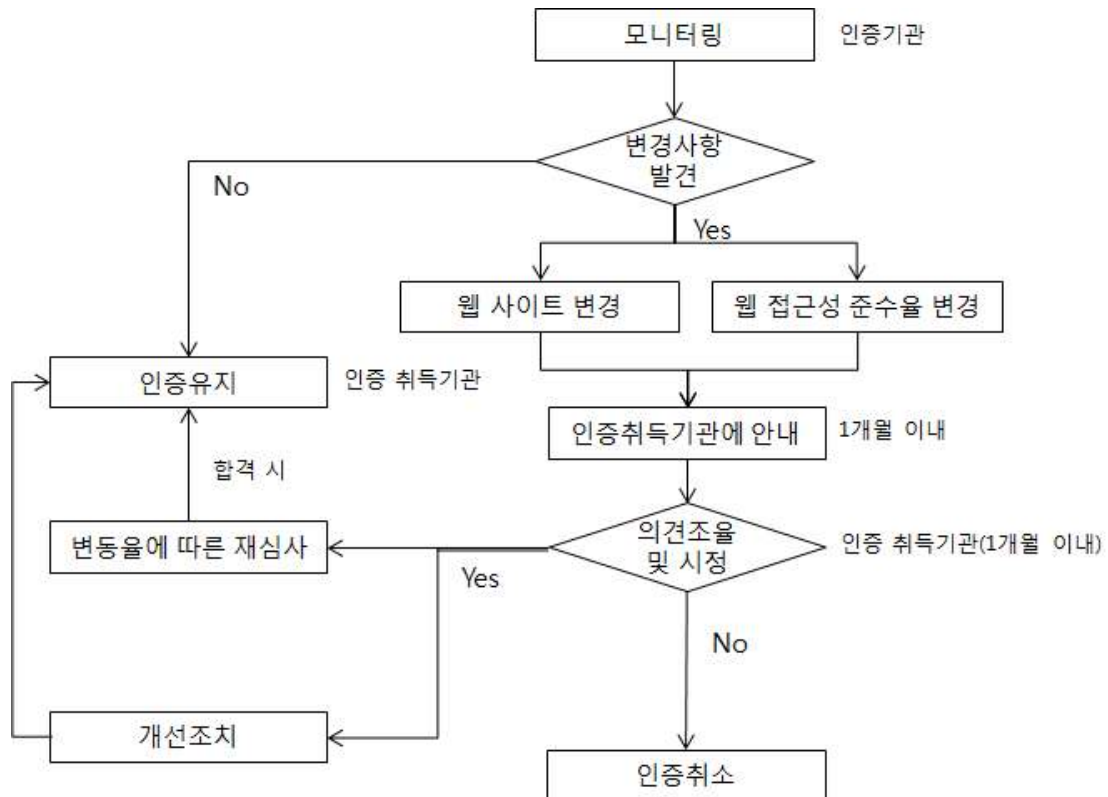 모니터링
인증기관
변경사항
발견
No
Yes
웹 사이트 변경
웹 접근성 준수율 변경
인증유지
인증 취득기관
인증취득기관에 안내
1개월 이내
합격 시
변동율에 따른 재심사
의견조율
및 시정
인증 취득기관(1개월 이내)
Yes
No
개선조치
인증취소